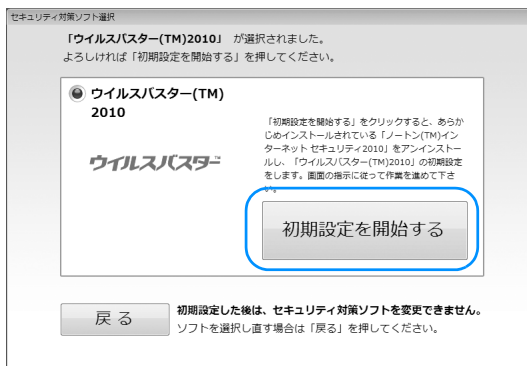 セキュリティ対策ソフト選択
「ウイルスバスター(TM)2010」 が選択されました。
よろしければ「初期設定を開始する」を押してください。
ウイルスバスター(TM)
2010
ウイルスバスター
「初期設定を開始する」をクリックすると、あらか
じめインストールされている「ノートン(TM)イン
ターネット セキュリティ2010」をアンインストー
ルし、「ウイルスバスター(TM)2010」の初期設定
をします。画面の指示に従って作業を進めて下さ
い。
初期設定を開始する
戻る
初期設定した後は、セキュリティ対策ソフトを変更できません。
ソフトを選択し直す場合は「戻る」を押してください。